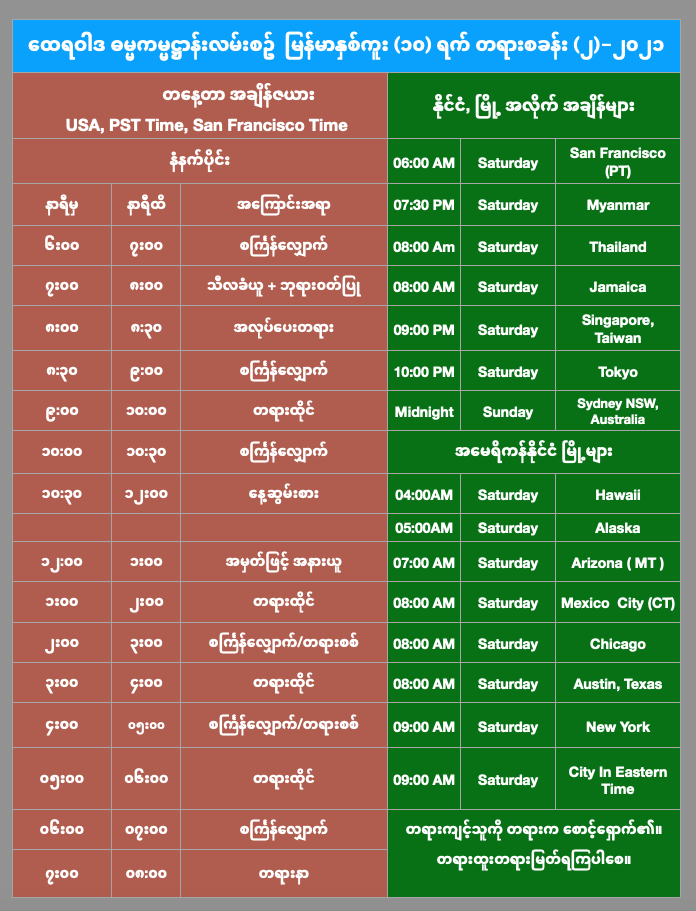 ထေရဝါဒ ဓမ္မကမ္မဋ္ဌာန်းလမ်းစဥ် မြန်မာနှစ်ကူး (၁၀) ရက် တရားစခန်း (၂)-၂၀၂၁
တနေ့တာ အချိန်ဇယား
USA, PST Time, San Francisco Time
နိုင်ငံ, မြို့ အလိုက် အချိန်များ
နံနက်ပိုင်း
06:00 AM Saturday San Francisco (PT)
နာရီမှ နာရီထိ အကြောင်းအရာ
07:30 PM Saturday Myanmar
၆:၀၀ ၇:၀၀ စင်္ကြန်လျှောက်
08:00 Am Saturday Thailand
၇:၀၀ ၈:၀၀ သီလခံယူ + ဘုရားဝတ်ပြု
08:00 AM Saturday Jamaica
၈:၀၀ ၈:၃၀ အလုပ်ပေးတရား
09:00 PM Saturday Singapore, Taiwan
၈:၃၀ ၉:၀၀ စင်္ကြန်လျှောက်
10:00 PM Saturday Tokyo
၉:၀၀ ၁၀:၀၀ တရားထိုင်
Midnight Sunday Sydney NSW, Australia
၁၀:၀၀ ၁၀:၃၀ စင်္ကြန်လျှောက်
အမေရိကန်နိုင်ငံ မြို့များ
၁၀:၃၀ ၁၂:၀၀ နေ့ဆွမ်းစား
04:00AM Saturday Hawaii
05:00AM Saturday Alaska
၁၂:၀၀ ၁:၀၀ အမှတ်ဖြင့် အနားယူ
07:00 AM Saturday Arizona ( MT )
၁:၀၀ ၂:၀၀ တရားထိုင်
08:00 AM Saturday Mexico City (CT)
၂:၀၀ ၃:၀၀ စင်္ကြန်လျှောက်/တရားစစ်
08:00 AM Saturday Chicago
၃:၀၀ ၄:၀၀ တရားထိုင်
08:00 AM Saturday Austin, Texas
၄:၀၀ ၀၅:၀၀ စင်္ကြန်လျှောက်/တရားစစ်
09:00 AM Saturday New York
၀၅:၀၀ ၀၆:၀၀ တရားထိုင်
09:00 AM Saturday City In Eastern Time
၀၆:၀၀ ၀၇:၀၀ စင်္ကြန်လျှောက်
တရားကျင့်သူကို တရားက စောင့်ရှောက်၏။
တရားထူးတရားမြတ်ရကြပါစေ။
၇:၀၀ ၀၈:၀၀ တရားနာ